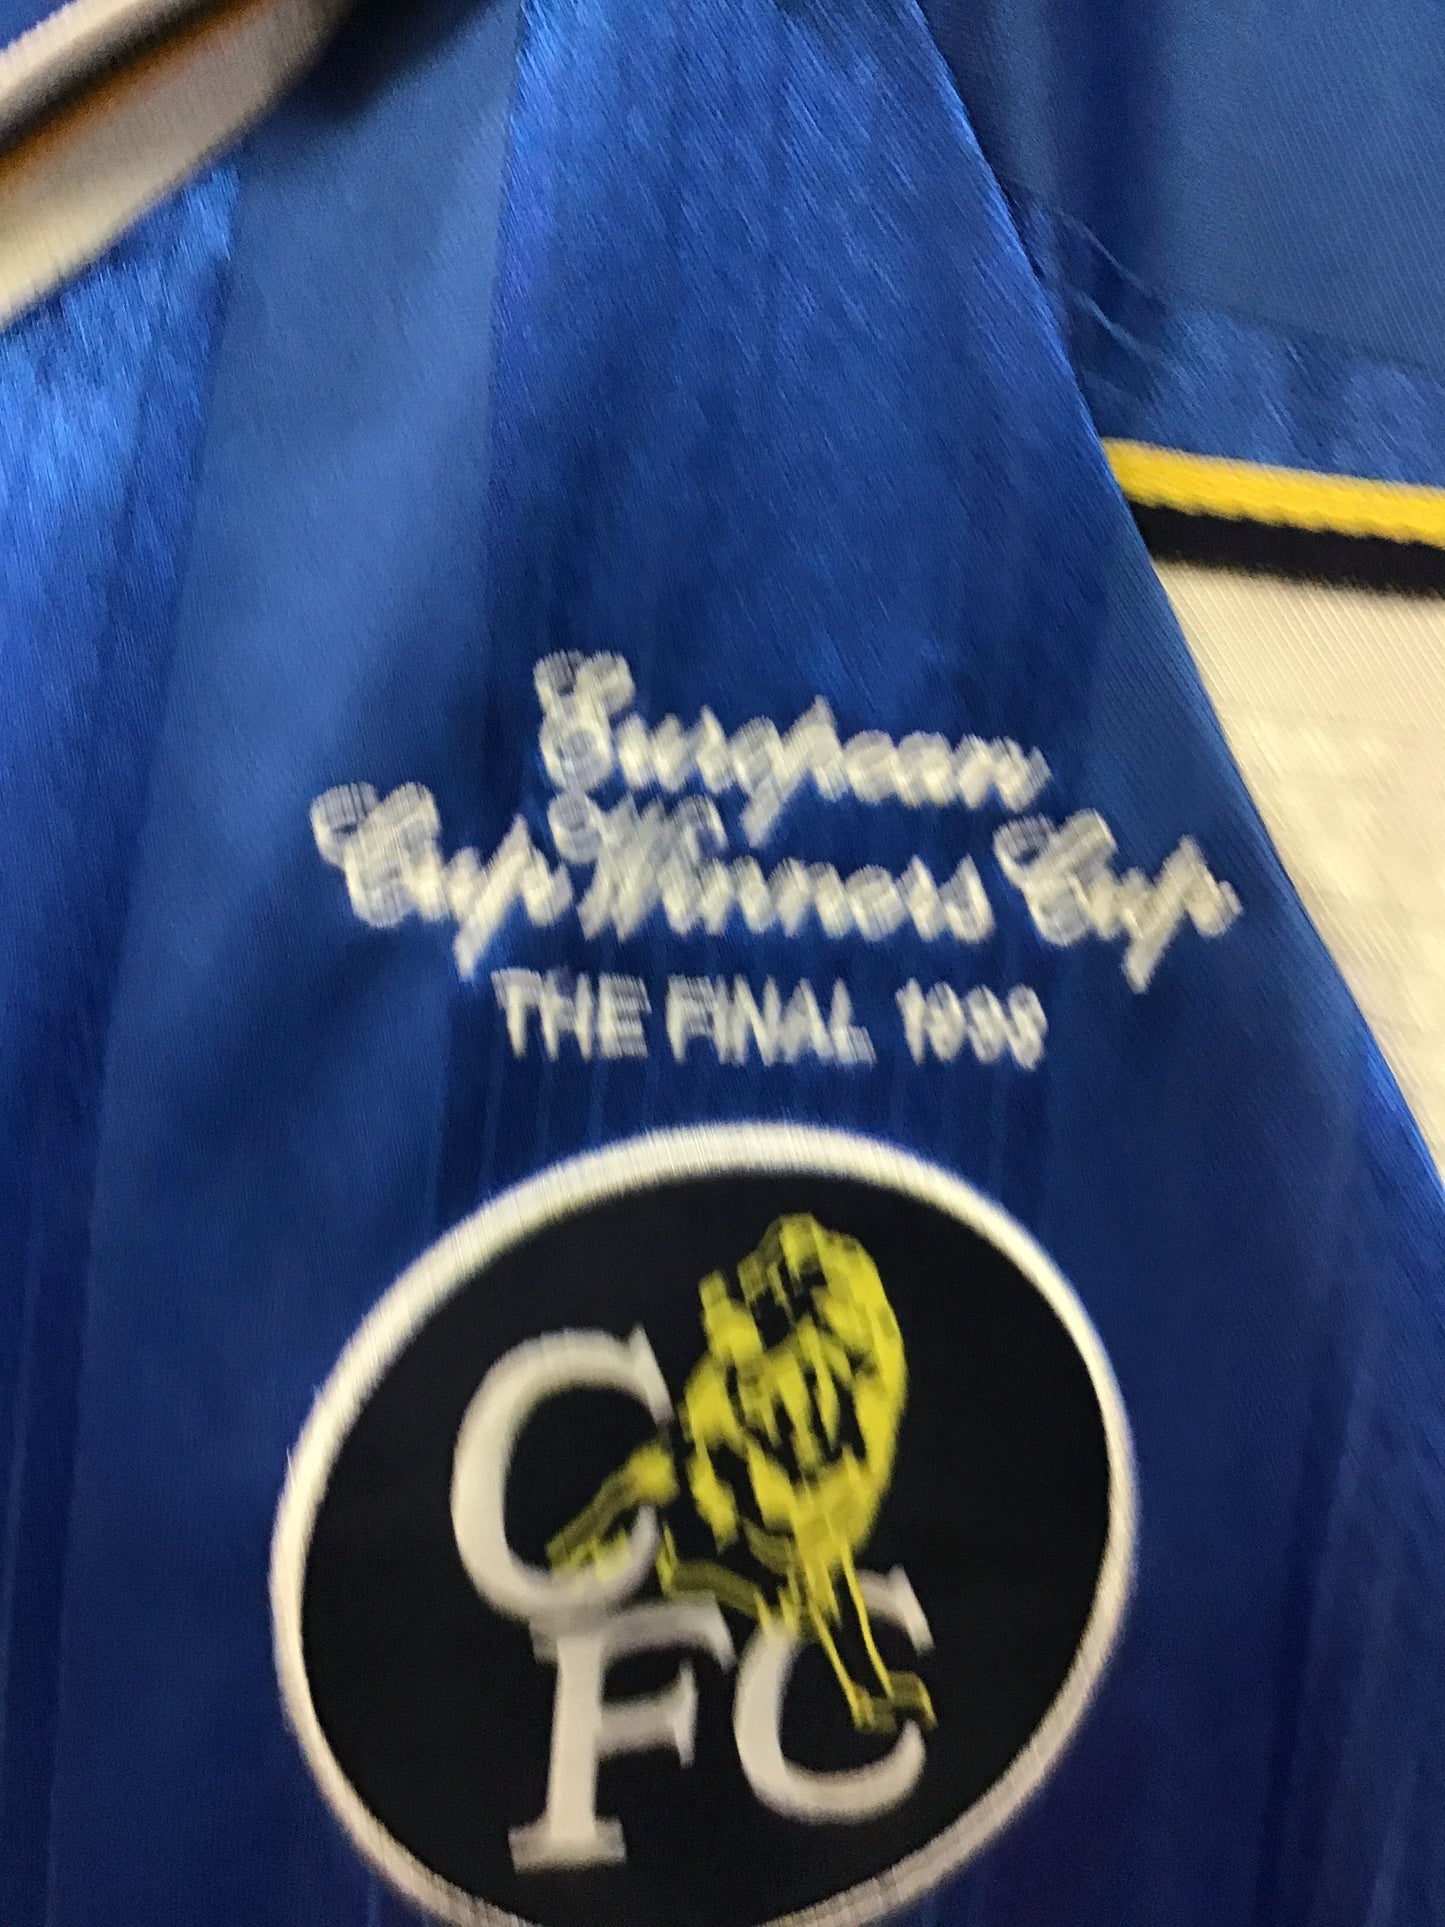 European
Cup Winners Cup
THE FINAL 1998
C
FC